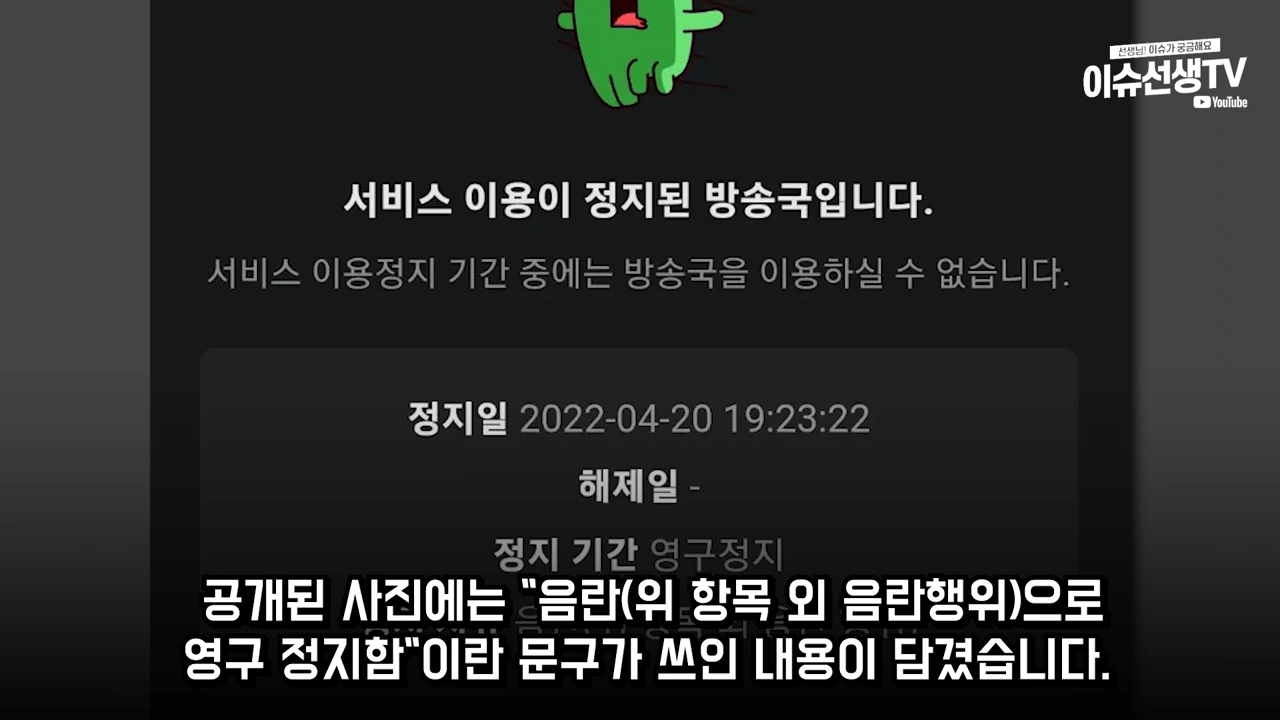 선생님! 이슈가 궁금해요
이슈선생TV
YouTube
서비스 이용이 정지된 방송국입니다.
서비스 이용정지 기간 중에는 방송국을 이용하실 수 없습니다.
정지일 2022-04-20 19:23:22
해제일 -
정지 기간 영구정지
공개된 사진에는 "음란(위 항목 외 음란행위)으로
영구 정지함"이란 문구가 쓰인 내용이 담겼습니다.